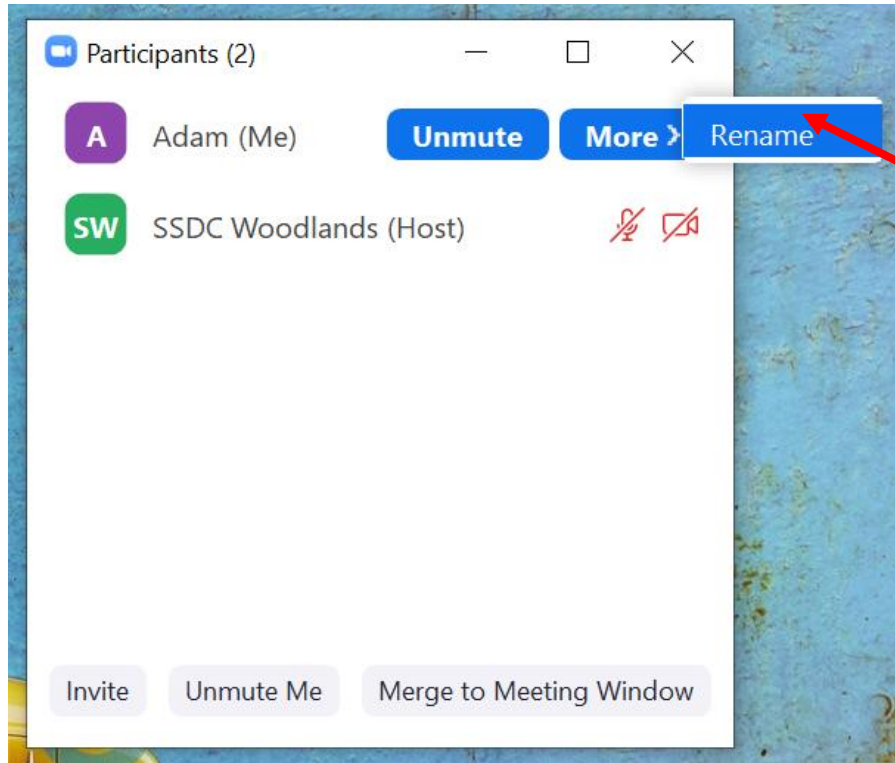 Participants (2)
A Adam (Me) Unmute More > Rename
SW SSDC Woodlands (Host)
Invite Unmute Me Merge to Meeting Window